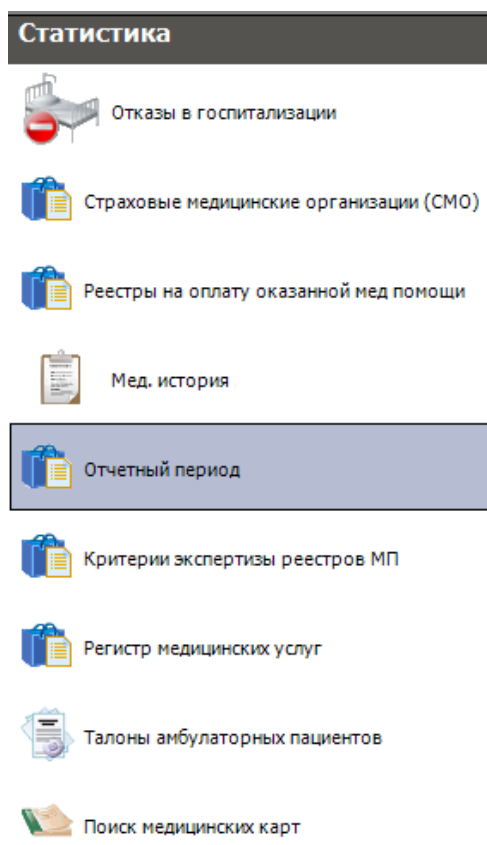 Статистика
Отказы в госпитализации
Страховые медицинские организации (СМО)
Реестры на оплату оказанной мед помощи
Мед. история
Отчетный период
Критерии экспертизы реестров МП
Регистр медицинских услуг
Талоны амбулаторных пациентов
Поиск медицинских карт